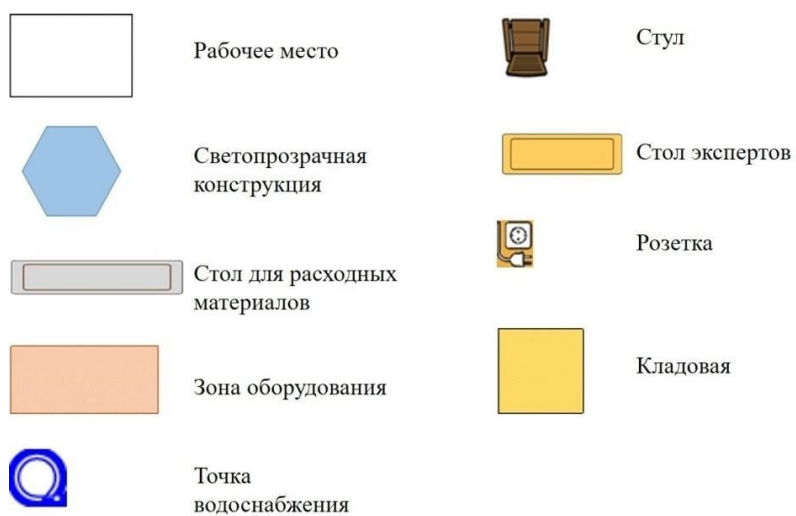 Рабочее место
Светопрозрачная
конструкция
Стол для расходных
материалов
Зона оборудования
Точка
водоснабжения
Стул
Стол экспертов
Розетка
Кладовая